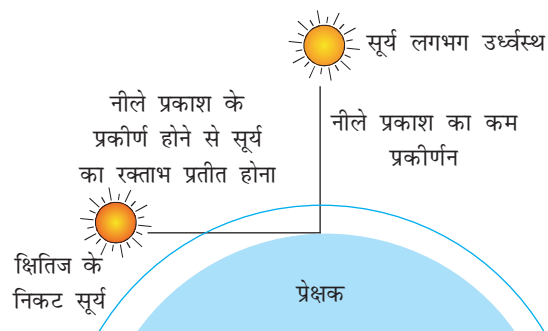 सूर्य लगभग उर्ध्वस्थ
नीले प्रकाश के
प्रकीर्ण होने से सूर्य
का रक्ताभ प्रतीत होना
नीले प्रकाश का कम
प्रकीर्णन
क्षितिज के
निकट सूर्य
प्रेक्षक